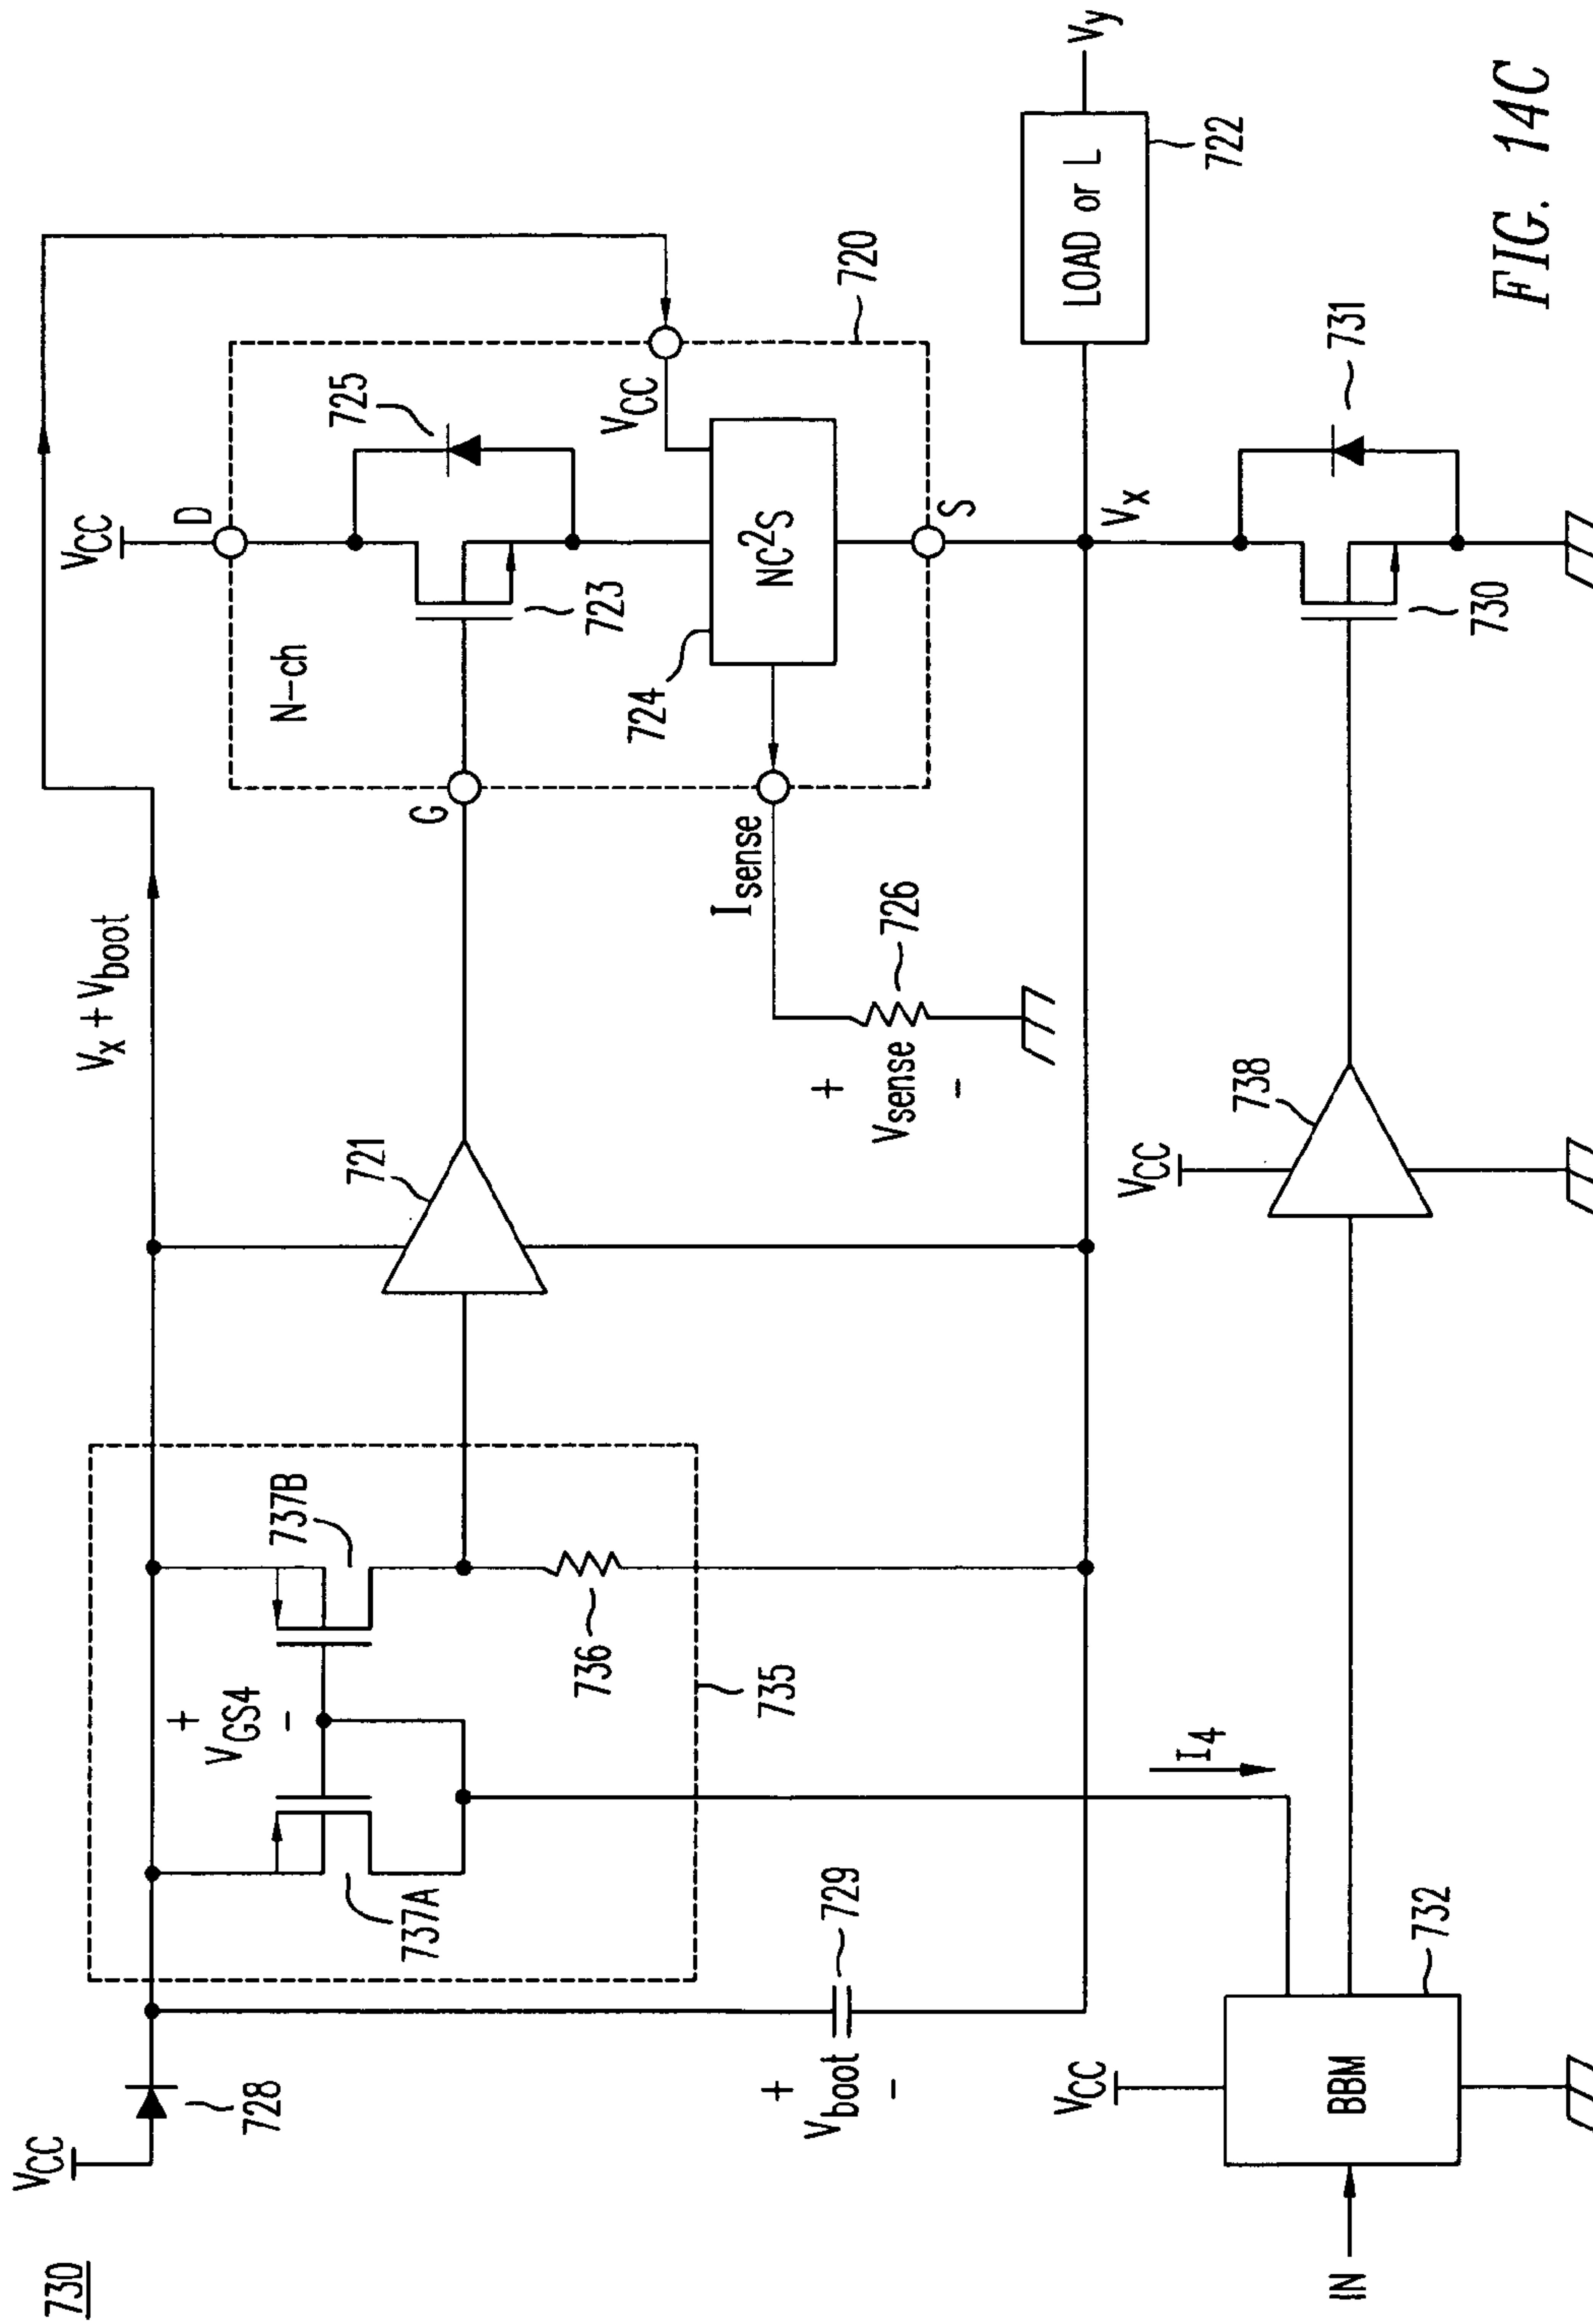 730
VCC
728
Vx + Vboot
VCC
D
737A
+
VGS4
-
737B
721
G
N-ch
723
725
VCC
NC²S
724
720
S
736
735
Isense
+
Vsense
-
726
+
Vboot
-
729
I4
Vx
LOAD or L
722
Vy
VCC
BBM
732
IN
VCC
738
730
731
FIG. 14C